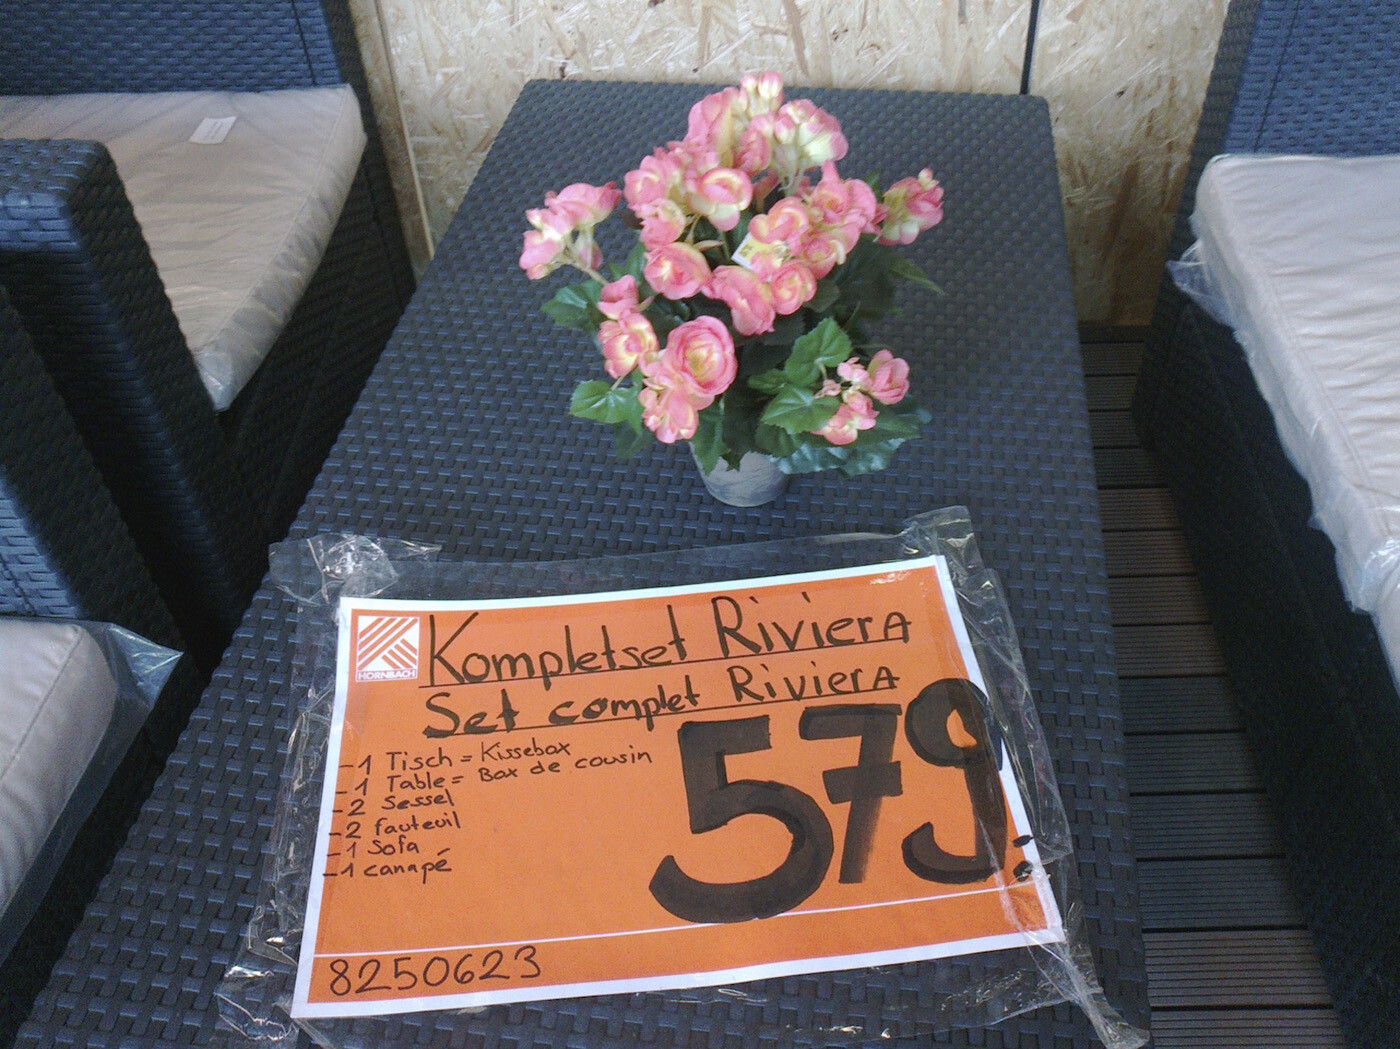 HORNBACH
Kompletset Riviera
Set complet Riviera
579.-
-1 Tisch = Kissebox
-1 Table = Box de cousin
-2 Sessel
-2 fauteuil
-1 Sofa
-1 canapé
8250623